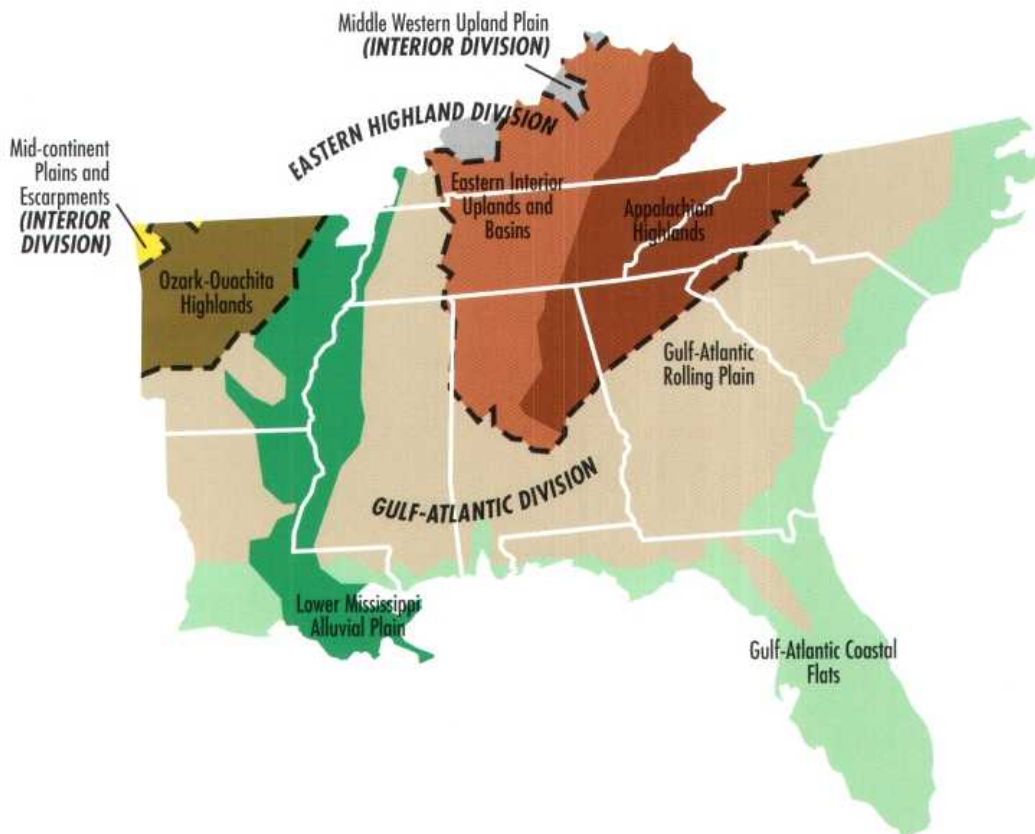 Middle Western Upland Plain
(INTERIOR DIVISION)
EASTERN HIGHLAND DIVISION
Mid-continent
Plains and
Escarpments
(INTERIOR
DIVISION)
Eastern Interior
Uplands and
Basins
Appalachian
Highlands
Ozark-Ouachita
Highlands
Gulf-Atlantic
Rolling Plain
GULF-ATLANTIC DIVISION
Lower Mississippi
Alluvial Plain
Gulf-Atlantic Coastal
Flats